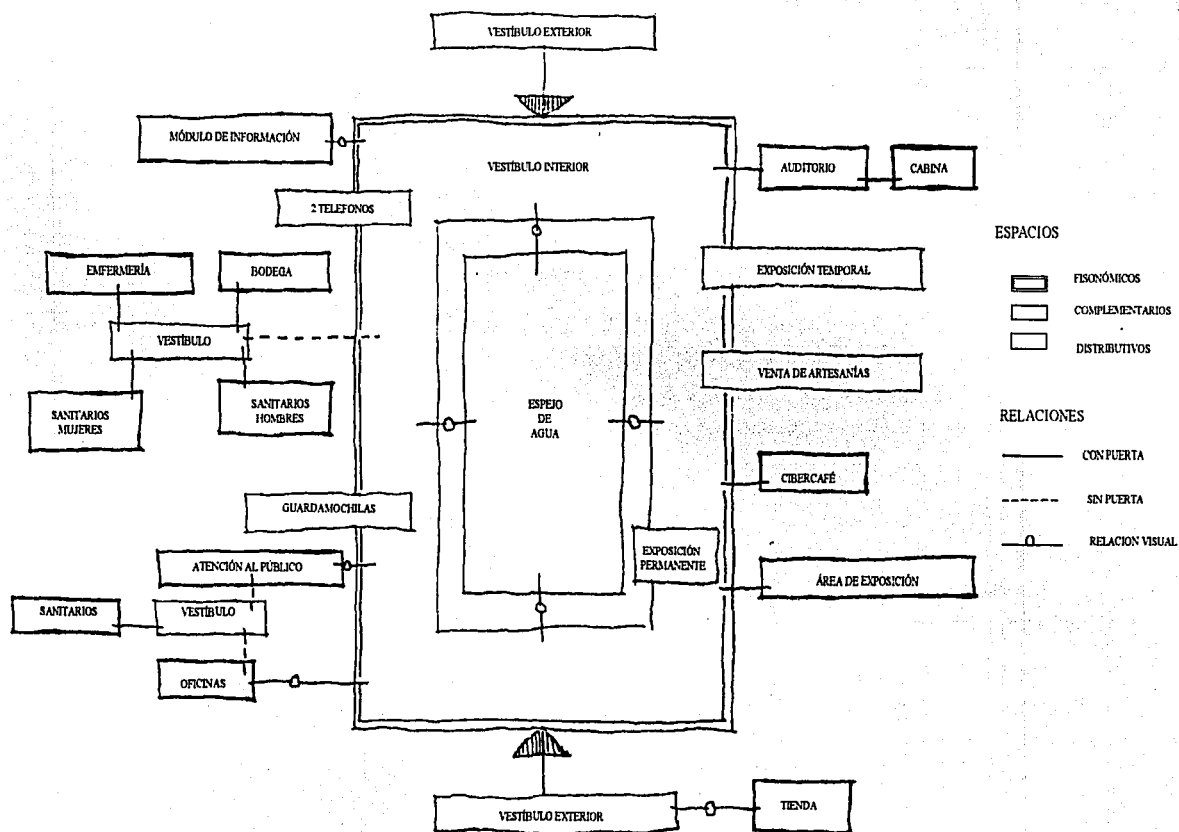 VESTÍBULO EXTERIOR
MÓDULO DE INFORMACIÓN
VESTÍBULO INTERIOR
AUDITORIO
CABINA
2 TELEFONOS
ESPACIOS
EMFERMERÍA
BODEGA
EXPOSICIÓN TEMPORAL
FISONÓMICOS
COMPLEMENTARIOS
DISTRIBUTIVOS
VESTÍBULO
VENTA DE ARTESANÍAS
SANITARIOS
MUJERES
SANITARIOS
HOMBRES
ESPEJO
DE
AGUA
RELACIONES
CON PUERTA
CIBERCAFÉ
SIN PUERTA
GUARDAMOCHILAS
RELACION VISUAL
EXPOSICIÓN
PERMANENTE
ATENCIÓN AL PÚBLICO
ÁREA DE EXPOSICIÓN
SANITARIOS
VESTÍBULO
OFICINAS
VESTÍBULO EXTERIOR
TIENDA